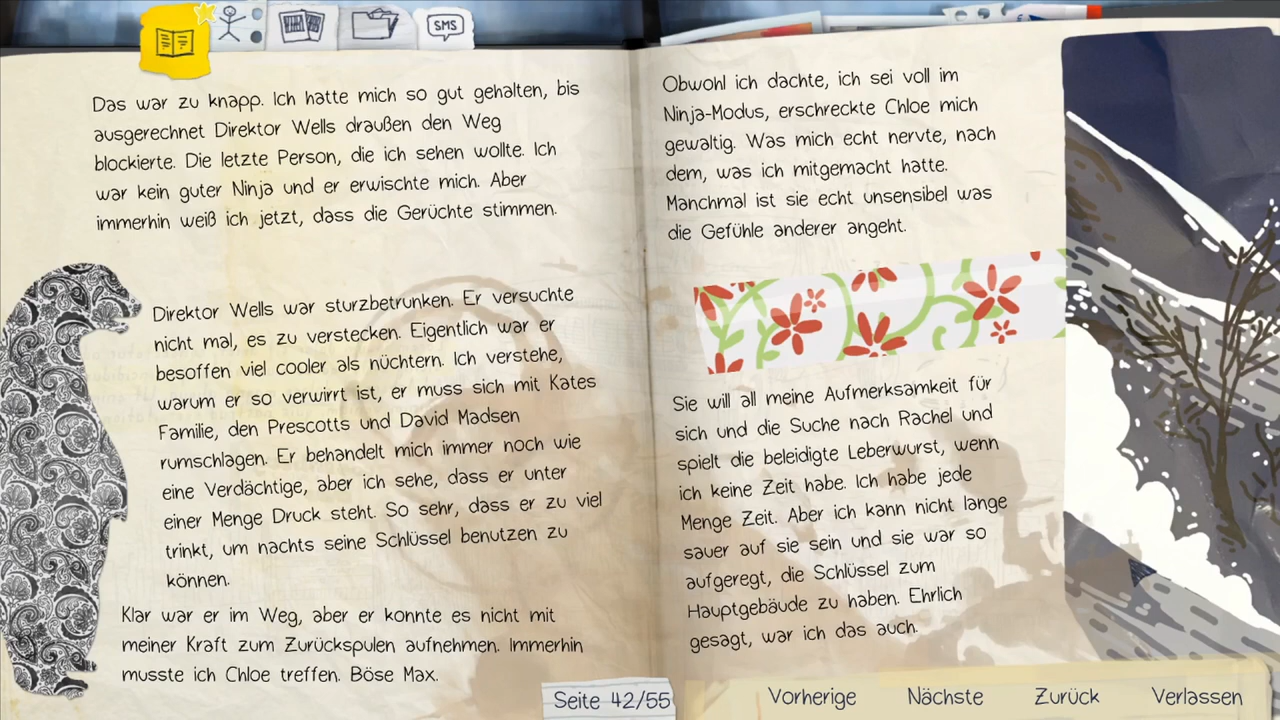 SMS
Das war zu knapp. Ich hatte mich so gut gehalten, bis
ausgerechnet Direktor Wells draußen den Weg
blockierte. Die letzte Person, die ich sehen wollte. Ich
war kein guter Ninja und er erwischte mich. Aber
immerhin weiß ich jetzt, dass die Gerüchte stimmen.
Direktor Wells war sturzbetrunken. Er versuchte
nicht mal, es zu verstecken. Eigentlich war er
besoffen viel cooler als nüchtern. Ich verstehe,
warum er so verwirrt ist, er muss sich mit Kates
Familie, den Prescotts und David Madsen
rumschlagen. Er behandelt mich immer noch wie
eine Verdächtige, aber ich sehe, dass er unter
einer Menge Druck steht. So sehr, dass er zu viel
trinkt, um nachts seine Schlüssel benutzen zu
können.
Klar war er im Weg, aber er konnte es nicht mit
meiner Kraft zum Zurückspulen aufnehmen. Immerhin
musste ich Chloe treffen. Böse Max.
Obwohl ich dachte, ich sei voll im
Ninja-Modus, erschreckte Chloe mich
gewaltig. Was mich echt nervte, nach
dem, was ich mitgemacht hatte.
Manchmal ist sie echt unsensibel was
die Gefühle anderer angeht.
Sie will all meine Aufmerksamkeit für
sich und die Suche nach Rachel und
spielt die beleidigte Leberwurst, wenn
ich keine Zeit habe. Ich habe jede
Menge Zeit. Aber ich kann nicht lange
sauer auf sie sein und sie war so
aufgeregt, die Schlüssel zum
Hauptgebäude zu haben. Ehrlich
gesagt, war ich das auch.
Seite 42/55
Vorherige Nächste Zurück Verlassen